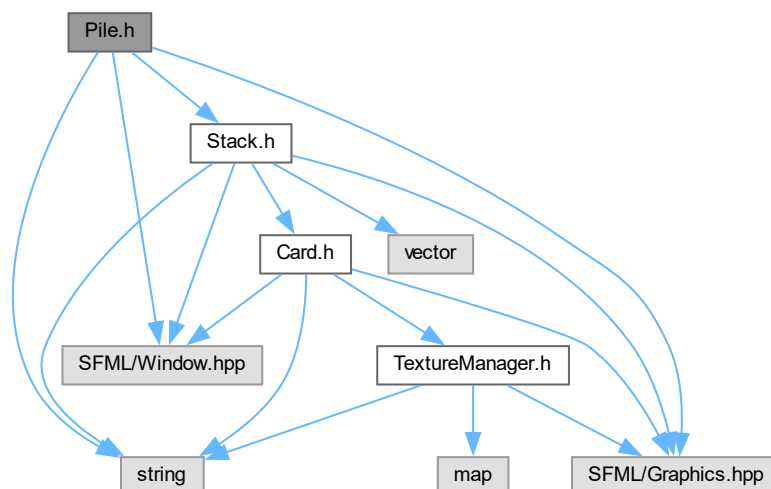 Pile.h
Stack.h
Card.h
vector
SFML/Window.hpp
TextureManager.h
string
map
SFML/Graphics.hpp